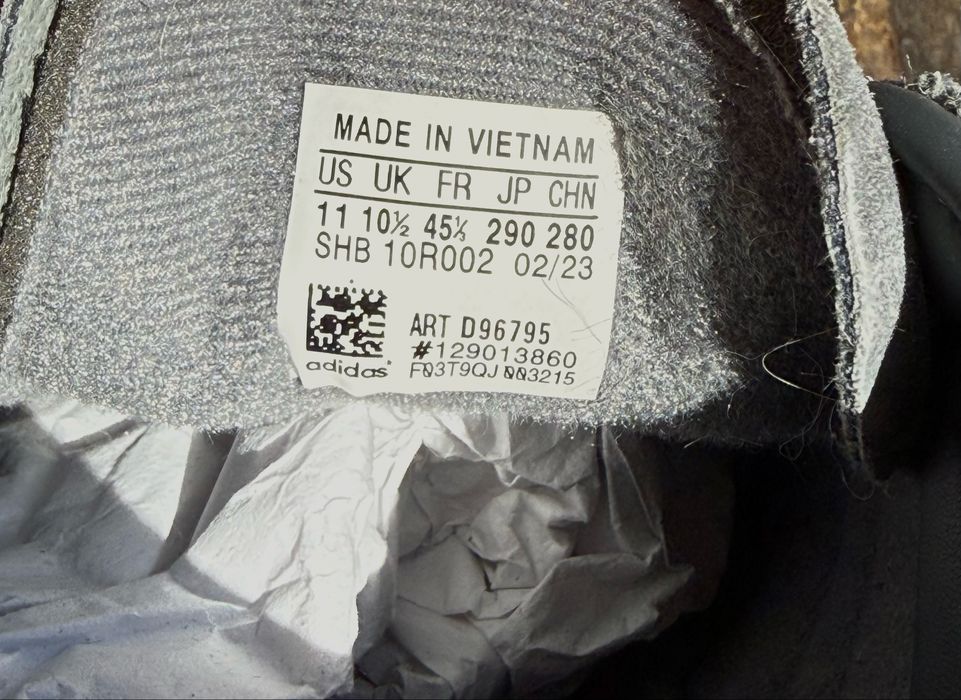 MADE IN VIETNAM
US UK FR JP CHN
11 10½ 45⅓ 290 280
SHB 10R002 02/23
ART D96795
#129013860
adidas F03T9QJ003215